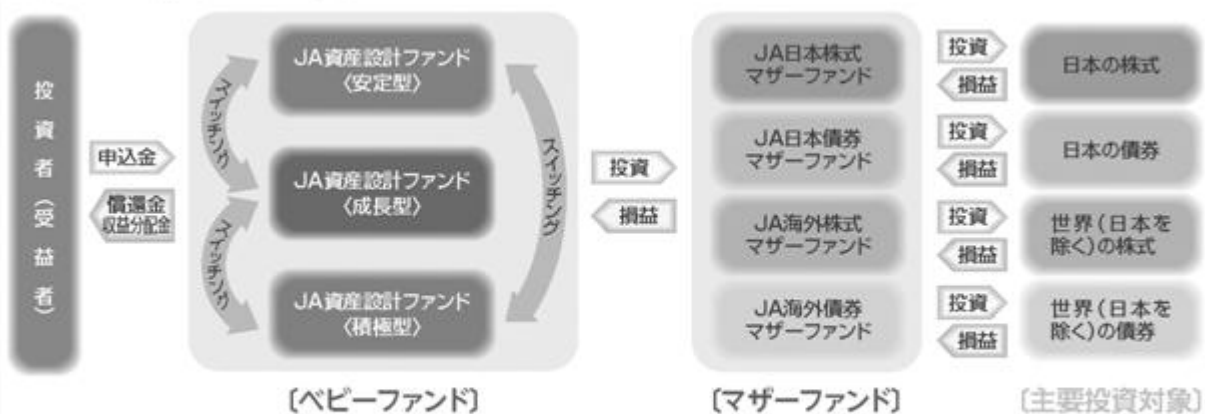 投資者(受益者)
申込金
償還金
収益分配金
JA資産設計ファンド
〈安定型〉
スイッチング
JA資産設計ファンド
〈成長型〉
スイッチング
JA資産設計ファンド
〈積極型〉
スイッチング
〔ベビーファンド〕
投資
損益
JA日本株式
マザーファンド
JA日本債券
マザーファンド
JA海外株式
マザーファンド
JA海外債券
マザーファンド
〔マザーファンド〕
投資
損益
日本の株式
投資
損益
日本の債券
投資
損益
世界(日本を
除く)の株式
投資
損益
世界(日本を
除く)の債券
〔主要投資対象〕